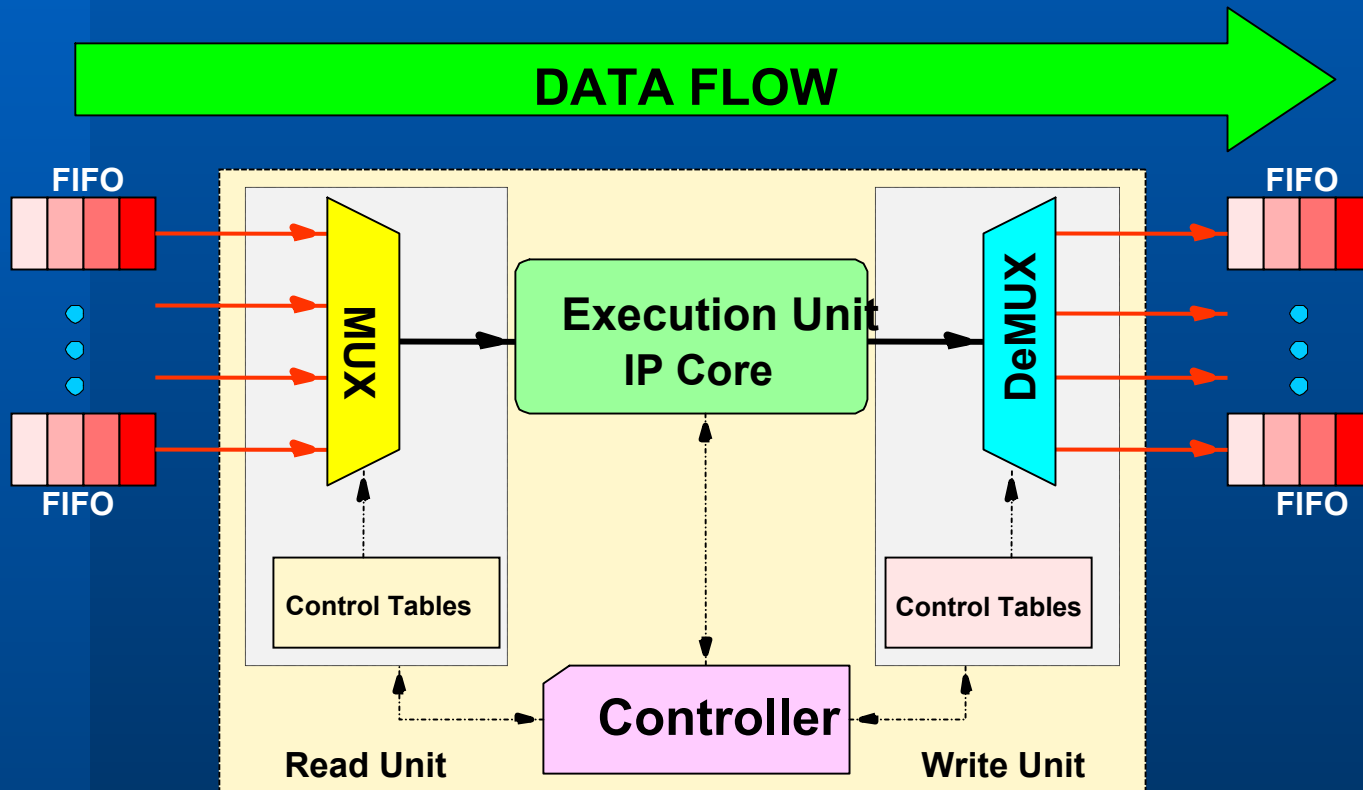 DATA FLOW
FIFO
FIFO
MUX
Execution Unit
IP Core
DeMUX
FIFO
FIFO
Control Tables
Control Tables
Controller
Read Unit
Write Unit